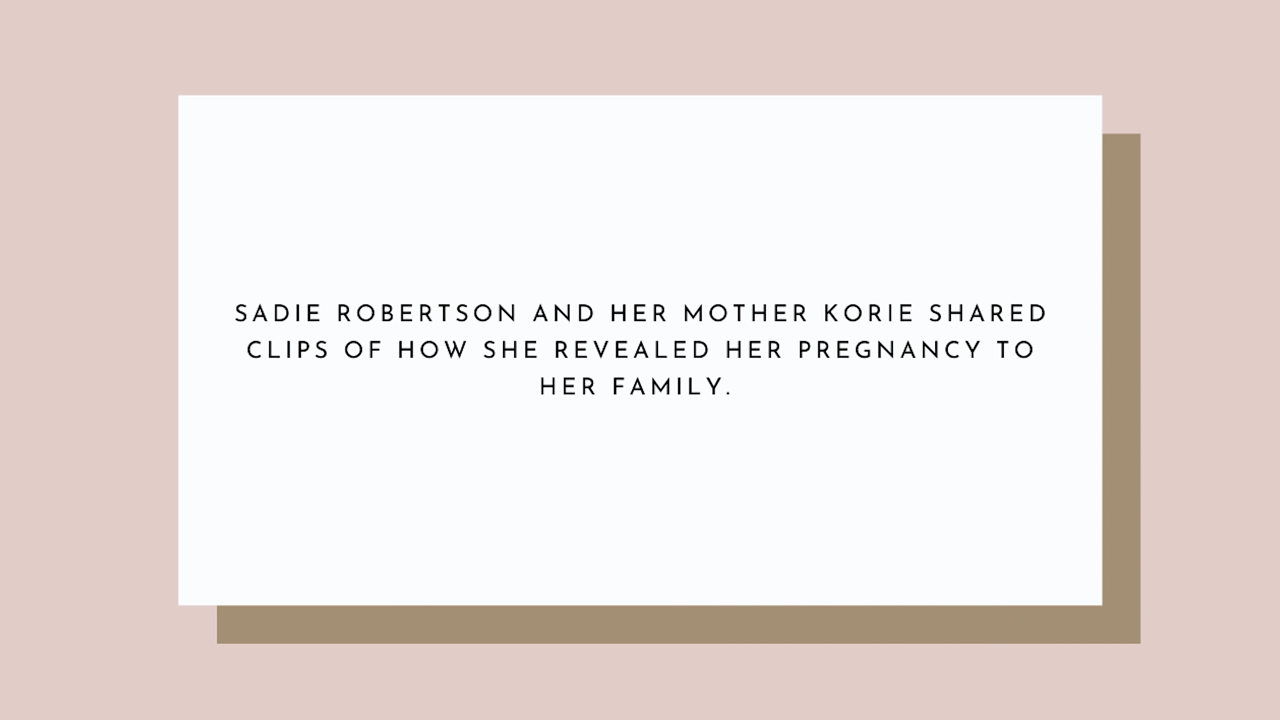 SADIE ROBERTSON AND HER MOTHER KORIE SHARED
CLIPS OF HOW SHE REVEALED HER PREGNANCY TO
HER FAMILY.